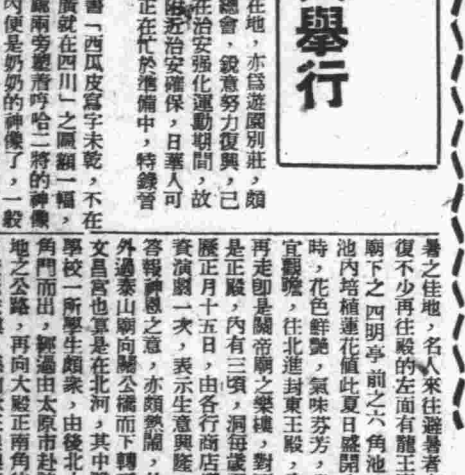 舉行
在地，亦爲遊園別莊，頗
總會，銳意努力復興，已
在治安强化運動期間，故
附近治安確保，日華人可
正在忙於準備中，特錄晉
書「西瓜皮寫字未乾，不在
廣就在四川」之匾額一幅，
兩旁塑着哼哈二將的神像
內便是奶奶的神像了，一般
暑之佳地，名人來往避暑者
復不少再往殿的左面有龍王
廟下之四明亭前之六角池
池內培植蓮花値此夏日盛開
時，花色鮮艷，氣味芬芳，
宜觀瞻，往北進封東王殿，
再走卽是關帝廟之樂樓，對
是正殿，內有三頃，洞每歲
歷正月十五日，由各行商店
資演劇一次，表示生意興隆
答報神恩之意，亦頗熱鬧，
外過泰山廟向關公橋而下轉
文昌宮也算是在北河，其中
學校一所學生頗衆，由後北
角門而出，經過由太原市赴
地之公路，再向大殿正南角